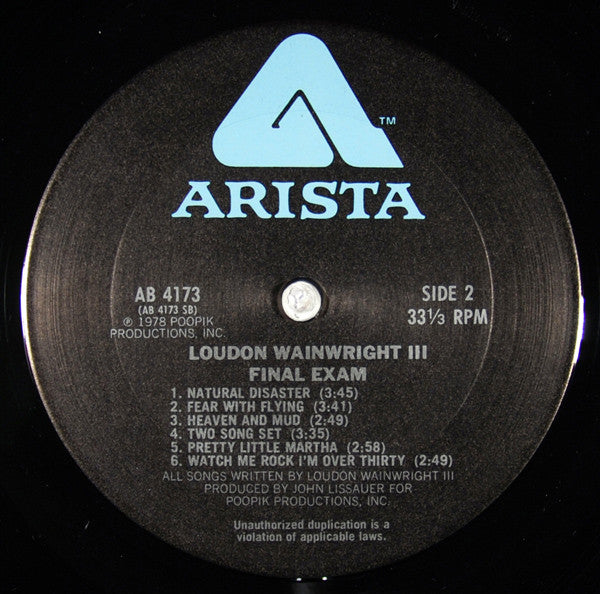 TM
ARISTA
AB 4173
(AB 4173 SB)
℗ 1978 POOPIK
PRODUCTIONS, INC.
SIDE 2
33⅓ RPM
LOUDON WAINWRIGHT III
FINAL EXAM
1. NATURAL DISASTER (3:45)
2. FEAR WITH FLYING (3:41)
3. HEAVEN AND MUD (2:49)
4. TWO SONG SET (3:35)
5. PRETTY LITTLE MARTHA (2:58)
6. WATCH ME ROCK I'M OVER THIRTY (2:49)
ALL SONGS WRITTEN BY LOUDON WAINWRIGHT III
PRODUCED BY JOHN LISSAUER FOR
POOPIK PRODUCTIONS, INC.
Unauthorized duplication is a
violation of applicable laws.